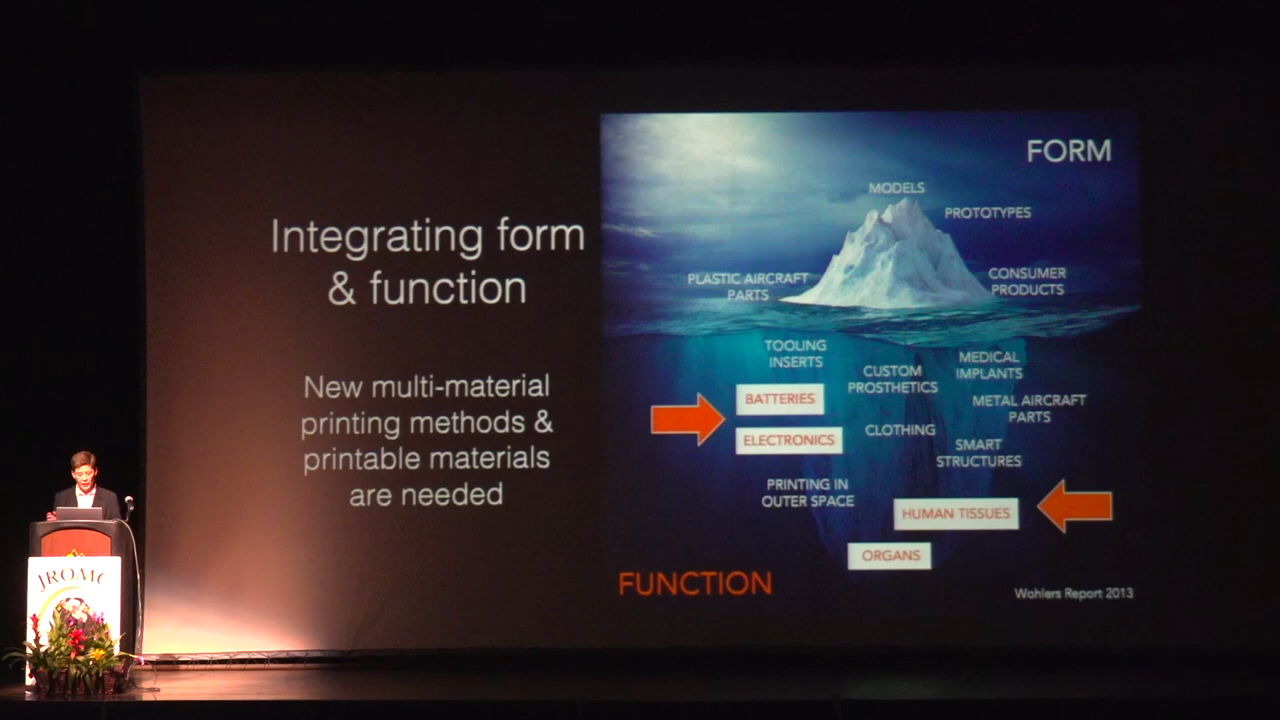 Integrating form
& function
New multi-material
printing methods &
printable materials
are needed
FORM
MODELS
PROTOTYPES
PLASTIC AIRCRAFT
PARTS
CONSUMER
PRODUCTS
TOOLING
INSERTS
CUSTOM
PROSTHETICS
MEDICAL
IMPLANTS
BATTERIES
METAL AIRCRAFT
PARTS
ELECTRONICS
CLOTHING
SMART
STRUCTURES
PRINTING IN
OUTER SPACE
HUMAN TISSUES
ORGANS
FUNCTION
Wohlers Report 2013
JROMC